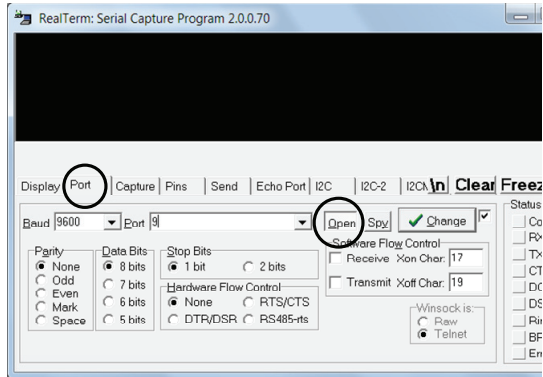 RealTerm: Serial Capture Program 2.0.0.70
Display Port Capture Pins Send Echo Port I2C I2C-2 \n Clear
Status
Baud 9600 Port 9 Open Spy Change
Parity
None
Odd
Even
Mark
Space
Data Bits
8 bits
7 bits
6 bits
5 bits
Stop Bits
1 bit 2 bits
Hardware Flow Control
None RTS/CTS
DTR/DSR RS485-rts
Software Flow Control
Receive Xon Char: 17
Transmit Xoff Char: 19
Winsock is:
Raw
Telnet